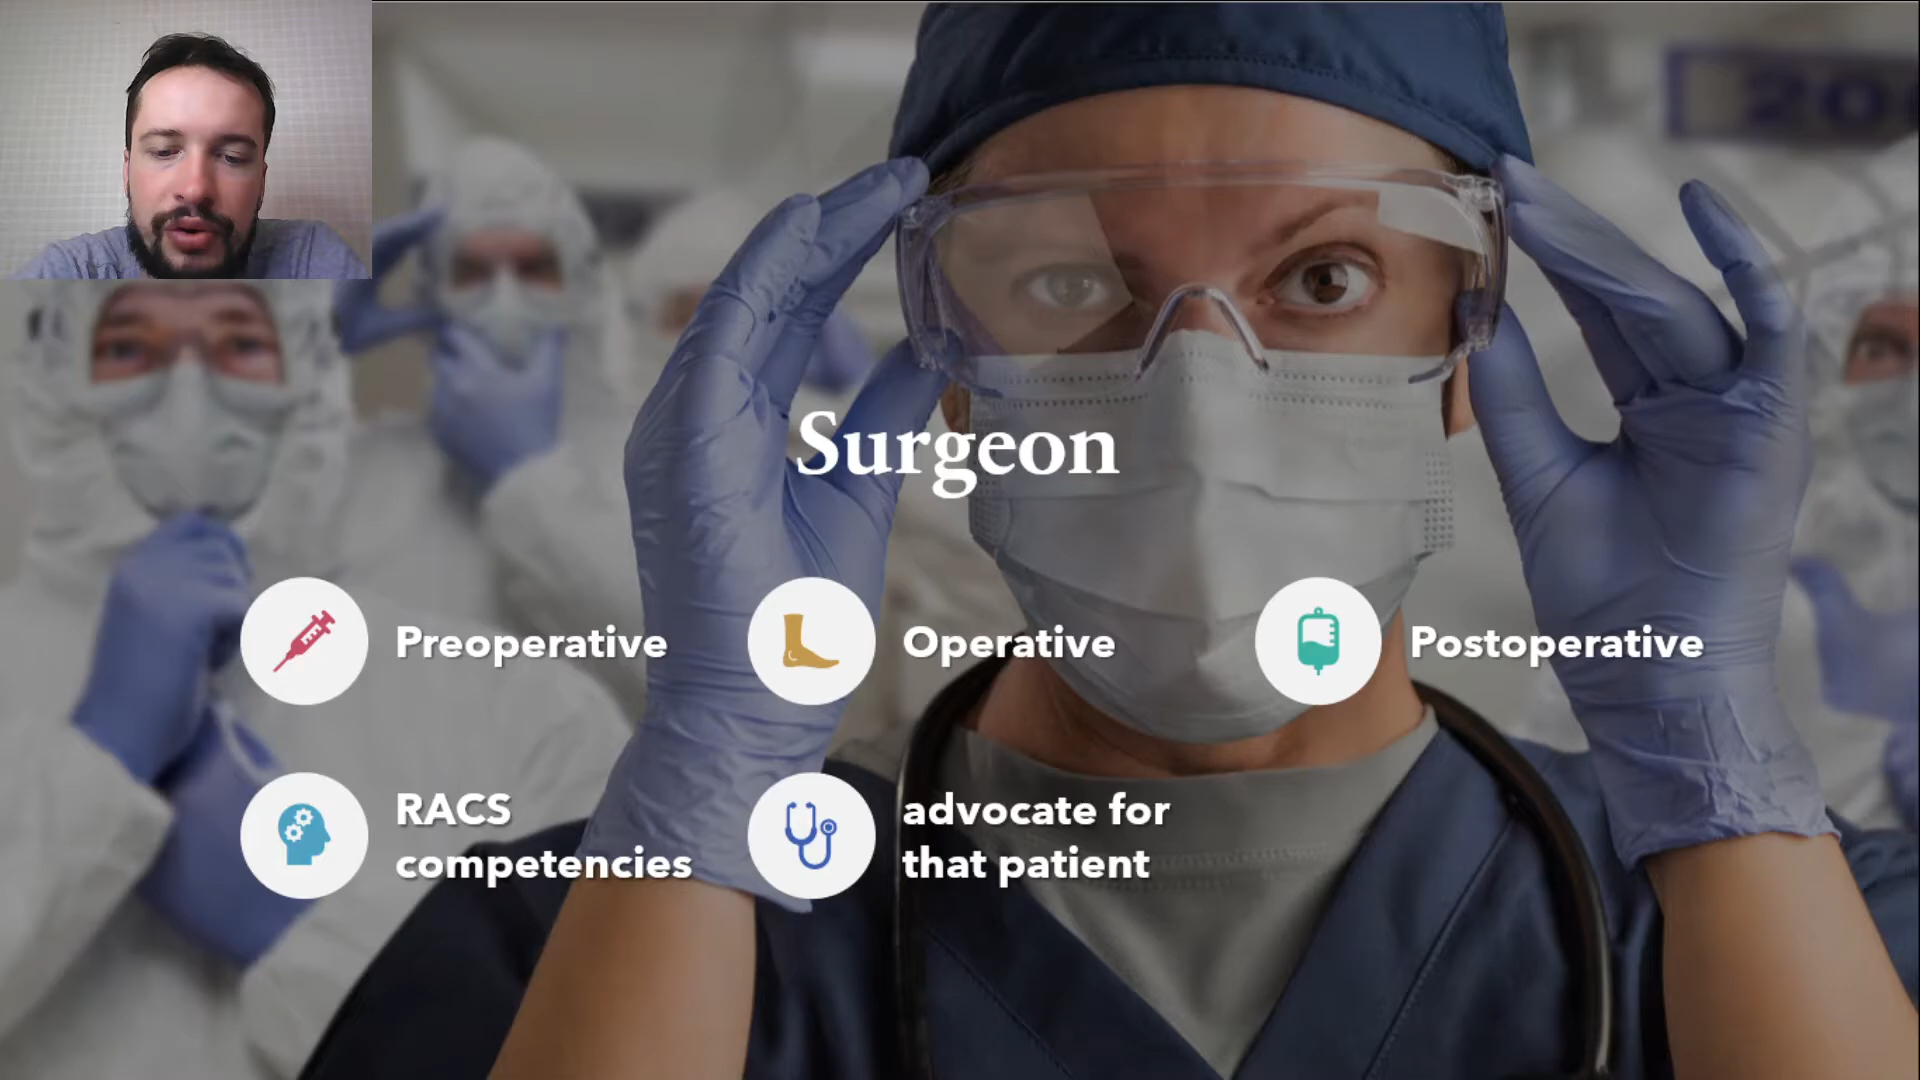 Surgeon
Preoperative
Operative
Postoperative
RACS
competencies
advocate for
that patient